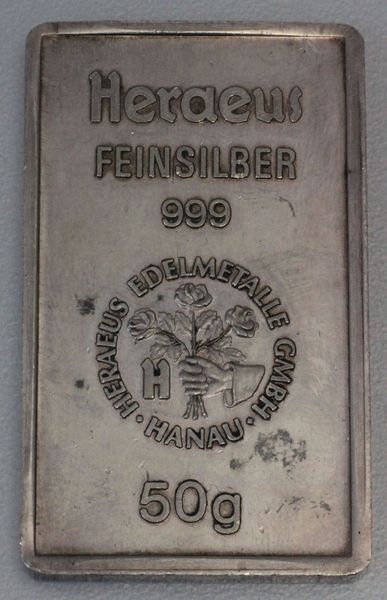 Heraeus
FEINSILBER
999
· HERAEUS EDELMETALLE GMBH ·
HANAU
H
50g